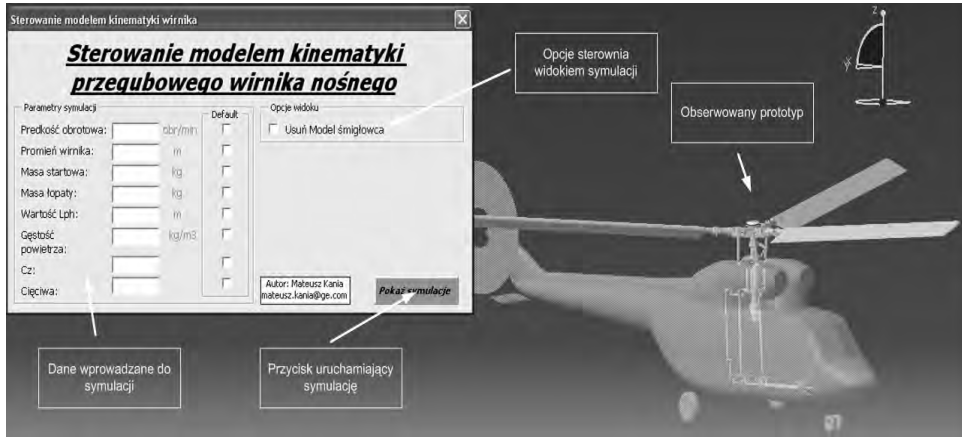 Sterowanie modelem kinematyki wirnika
Sterowanie modelem kinematyki
przegubowego wirnika nośnego
Parametry symulacji
Default
Predkość obrotowa:
obr/min
Promień wirnika:
m
Masa startowa:
kg
Masa łopaty:
kg
Wartość Lph:
m
Gęstość
powietrza:
kg/m3
Cz:
Cięciwa:
Opcje widoku
Usuń Model śmigłowca
Autor: Mateusz Kania
mateusz.kania@ge.com
Pokaż symulacje
Opcje sterownia
widokiem symulacji
Obserwowany prototyp
Dane wprowadzane do
symulacji
Przycisk uruchamiający
symulację
z